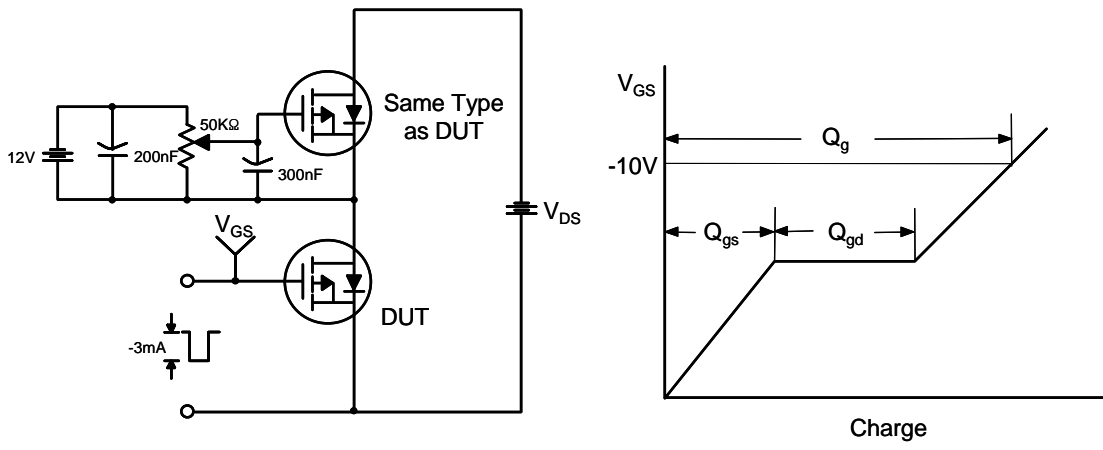 12V
200nF
50KΩ
300nF
Same Type
as DUT
V_GS
DUT
-3mA
V_DS
V_GS
-10V
Q_g
Q_gs
Q_gd
Charge